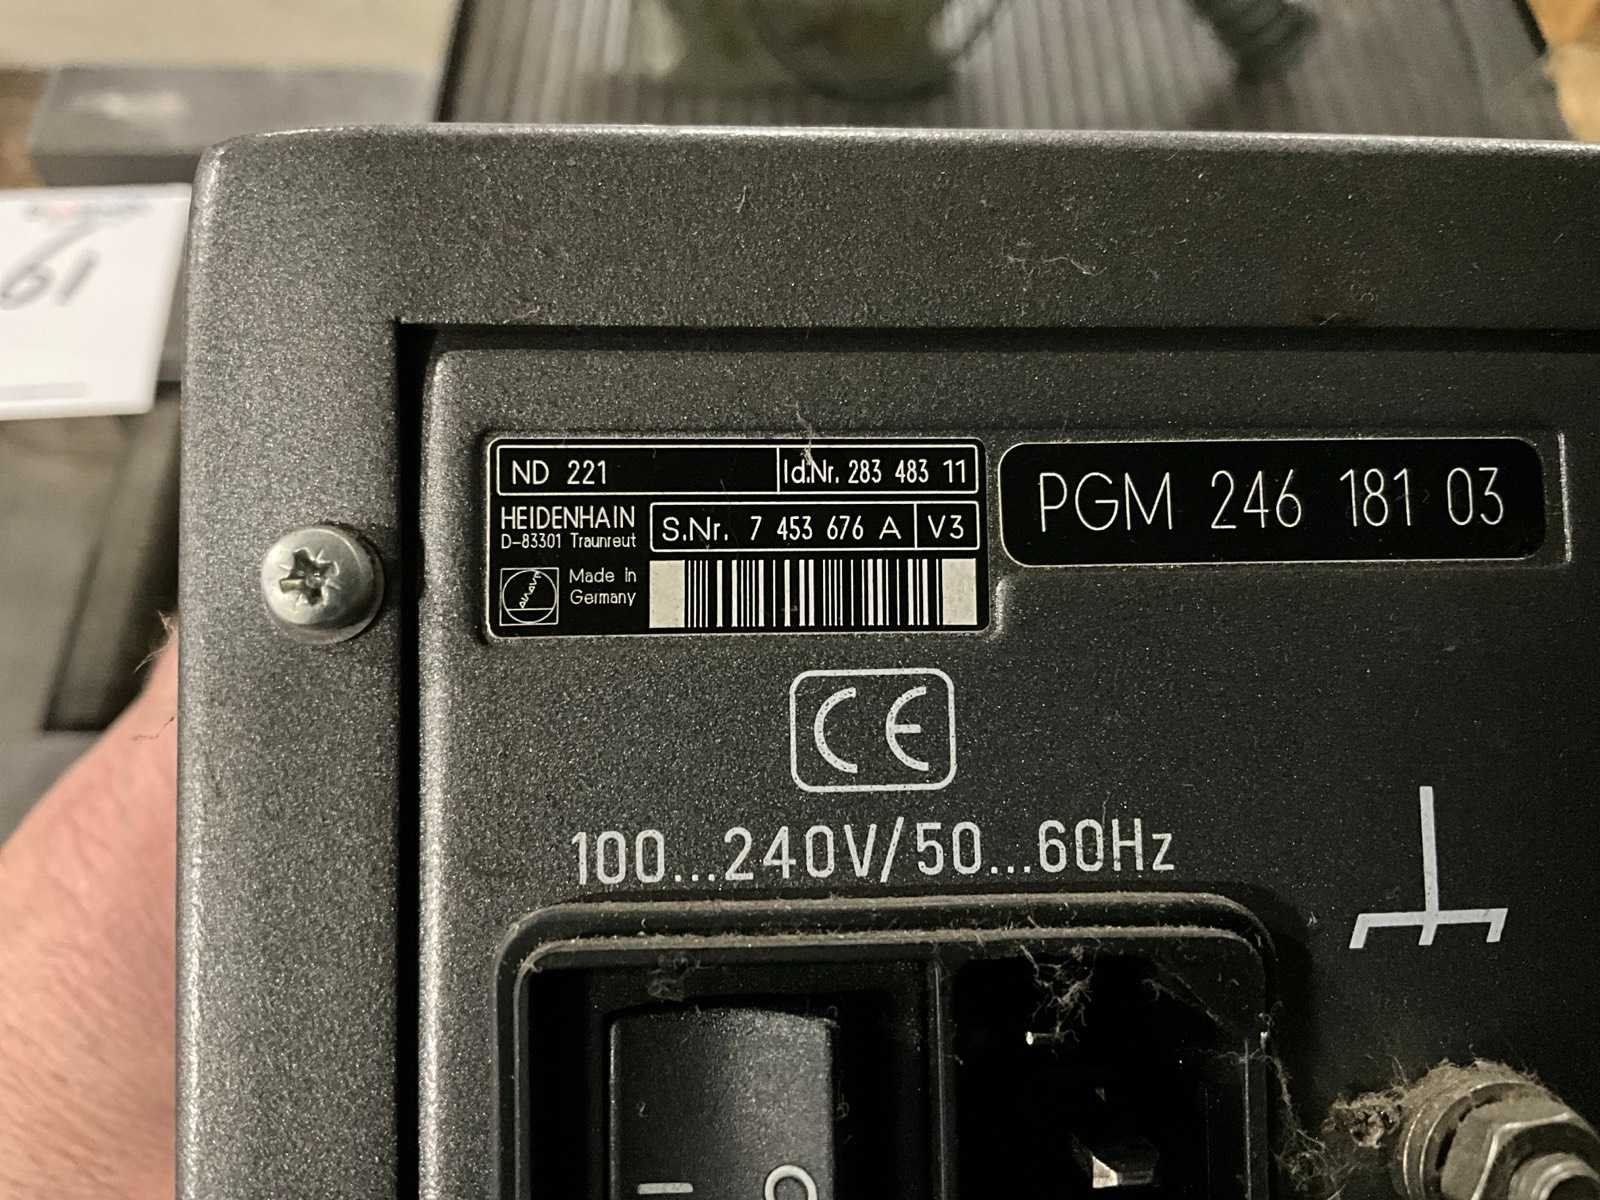 61
ND 221
Id.Nr. 283 483 11
HEIDENHAIN
D-83301 Traunreut
S.Nr. 7 453 676 A
V3
Made in
Germany
PGM 246 181 03
CE
100...240V/50...60Hz